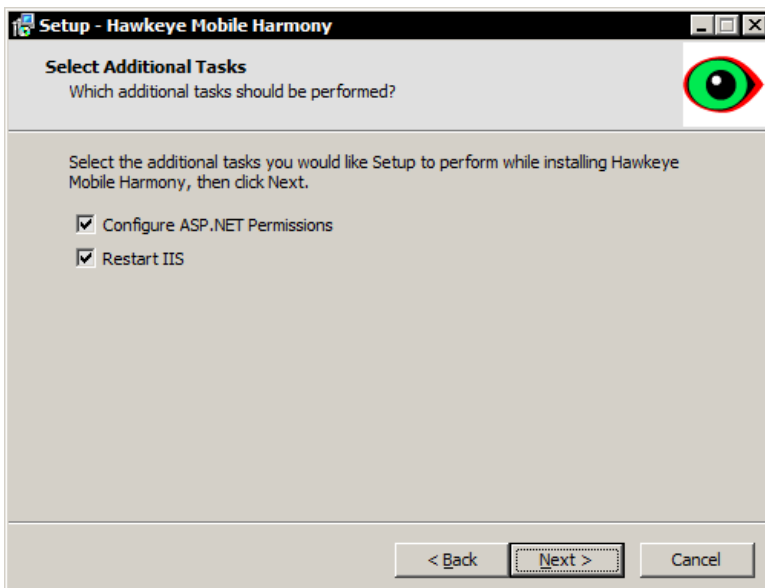 Setup - Hawkeye Mobile Harmony
Select Additional Tasks
Which additional tasks should be performed?
Select the additional tasks you would like Setup to perform while installing Hawkeye
Mobile Harmony, then click Next.
Configure ASP.NET Permissions
Restart IIS
< Back Next > Cancel